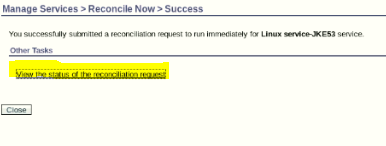 Manage Services > Reconcile Now > Success
You successfully submitted a reconciliation request to run immediately for Linux service-JKE53 service.
Other Tasks
View the status of the reconciliation request
Close